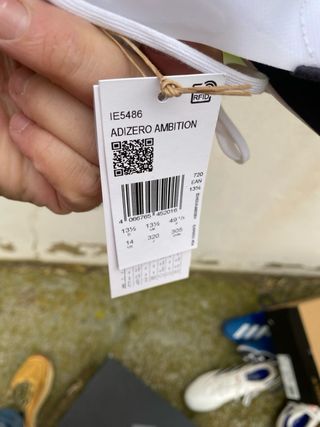 RFID
IE5486
ADIZERO AMBITION
720
EAN
13½
4 066765 452016
13½ 13½ 49⅓
14 320 305